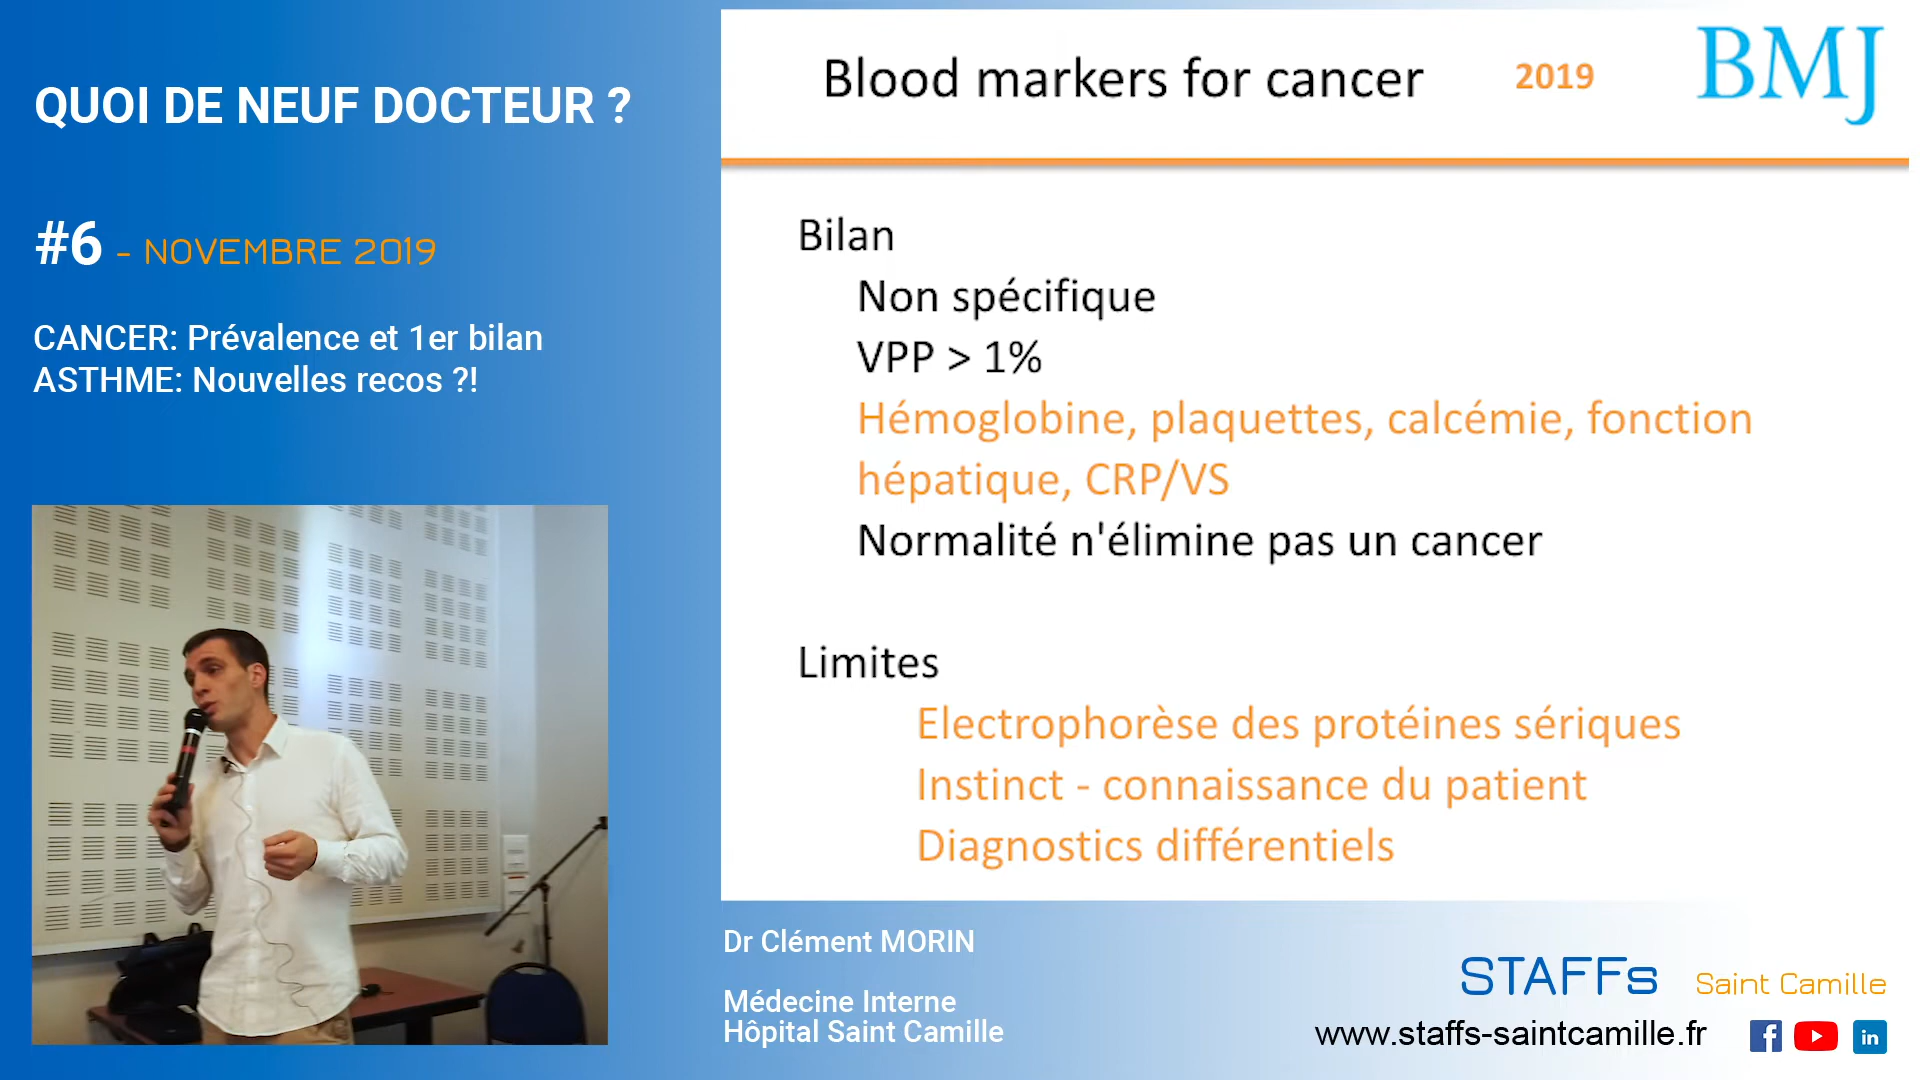 QUOI DE NEUF DOCTEUR ?
#6 - NOVEMBRE 2019
CANCER: Prévalence et 1er bilan
ASTHME: Nouvelles recos ?!
Blood markers for cancer
2019
BMJ
Bilan
Non spécifique
VPP > 1%
Hémoglobine, plaquettes, calcémie, fonction
hépatique, CRP/VS
Normalité n'élimine pas un cancer
Limites
Electrophorèse des protéines sériques
Instinct - connaissance du patient
Diagnostics différentiels
Dr Clément MORIN
Médecine Interne
Hôpital Saint Camille
STAFFs Saint Camille
www.staffs-saintcamille.fr
f
in